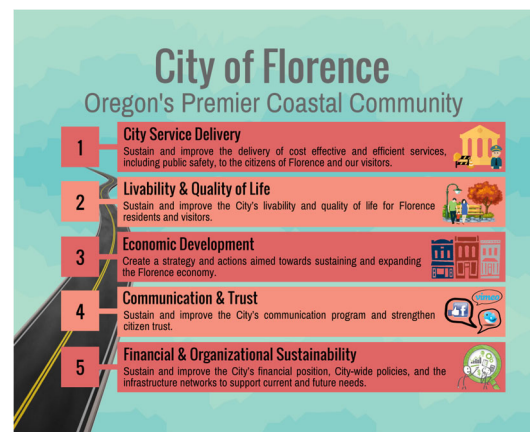 City of Florence
Oregon's Premier Coastal Community
1
City Service Delivery
Sustain and improve the delivery of cost effective and efficient services,
including public safety, to the citizens of Florence and our visitors.
2
Livability & Quality of Life
Sustain and improve the City's livability and quality of life for Florence
residents and visitors.
3
Economic Development
Create a strategy and actions aimed towards sustaining and expanding
the Florence economy.
4
Communication & Trust
Sustain and improve the City's communication program and strengthen
citizen trust.
vimeo
5
Financial & Organizational Sustainability
Sustain and improve the City's financial position, City-wide policies, and the
infrastructure networks to support current and future needs.